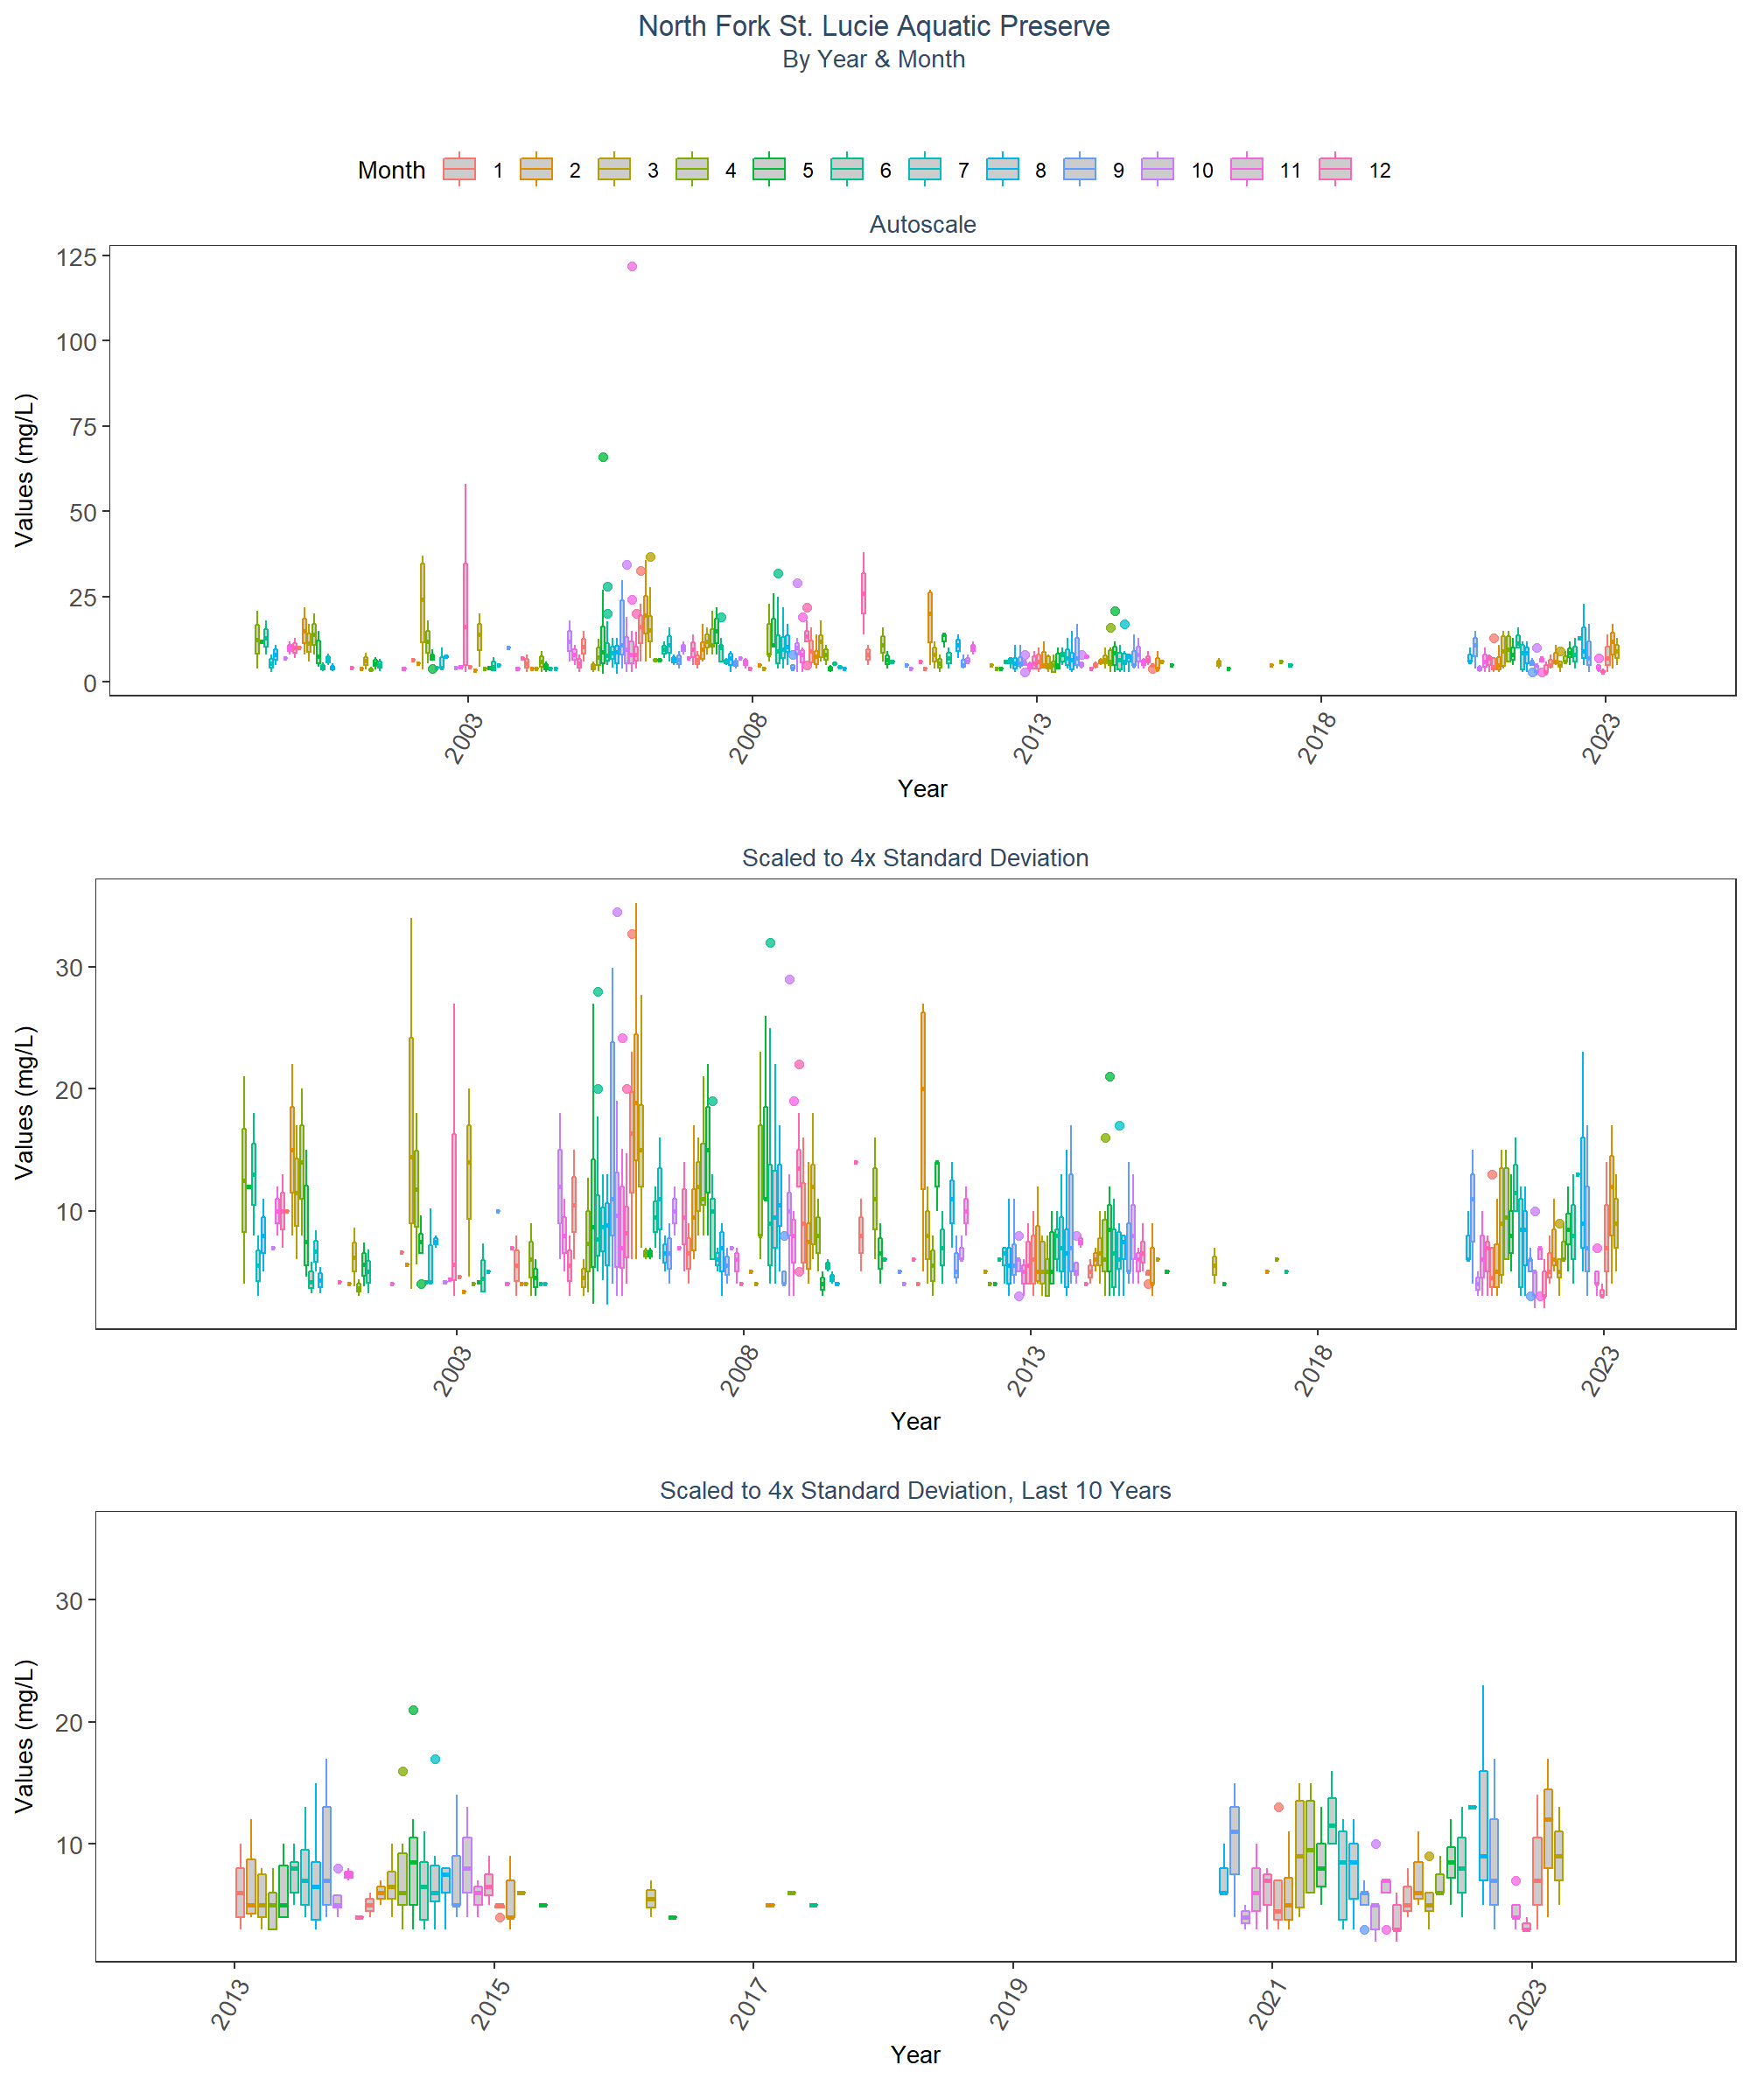 North Fork St. Lucie Aquatic Preserve
By Year & Month
Month 1 2 3 4 5 6 7 8 9 10 11 12
Autoscale
125
100
75
50
25
0
Values (mg/L)
2003 2008 2013 2018 2023
Year
Scaled to 4x Standard Deviation
30
20
10
Values (mg/L)
2003 2008 2013 2018 2023
Year
Scaled to 4x Standard Deviation, Last 10 Years
30
20
10
Values (mg/L)
2013 2015 2017 2019 2021 2023
Year